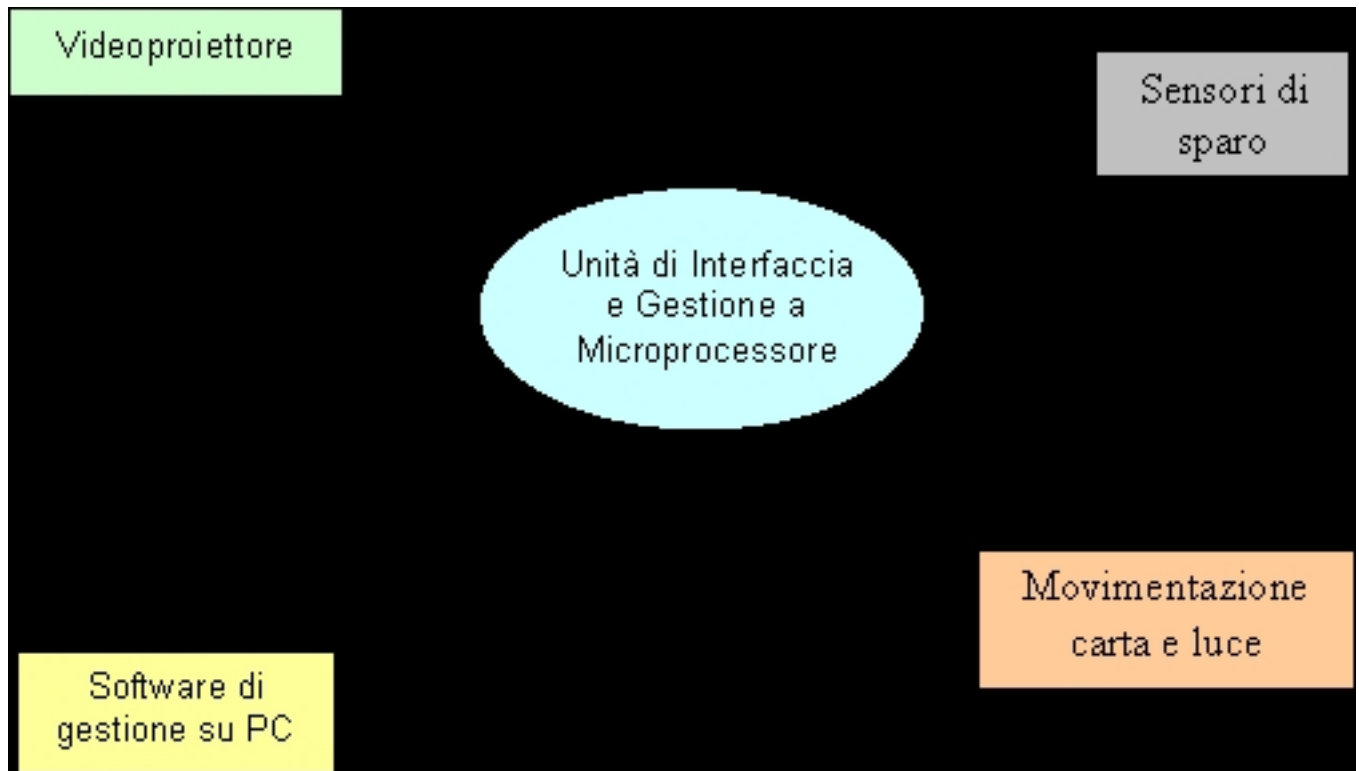 Videoproiettore
Sensori di
sparo
Unità di Interfaccia
e Gestione a
Microprocessore
Movimentazione
carta e luce
Software di
gestione su PC